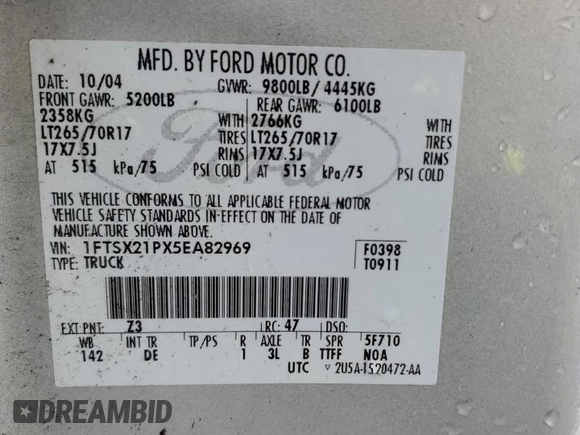 MFD. BY FORD MOTOR CO.
DATE: 10/04 GVWR: 9800LB/ 4445KG
FRONT GAWR: 5200LB REAR GAWR: 6100LB
2358KG WITH 2766KG WITH
LT265/70R17 TIRES LT265/70R17 TIRES
17X7.5J RIMS 17X7.5J RIMS
AT 515 kPa/75 PSI COLD AT 515 kPa/75 PSI COLD
THIS VEHICLE CONFORMS TO ALL APPLICABLE FEDERAL MOTOR
VEHICLE SAFETY STANDARDS IN EFFECT ON THE DATE OF
MANUFACTURE SHOWN ABOVE.
VIN: 1FTSX21PX5EA82969 F0398
TYPE: TRUCK T0911
EXT PNT: Z3 RC: 47 DSO:
WB INT TR TP/PS R AXLE TR SPR 5F710
142 DE 1 3L B TTFF N0A
UTC ▽ 2U5A-1520472-AA
Ford
DREAMBID